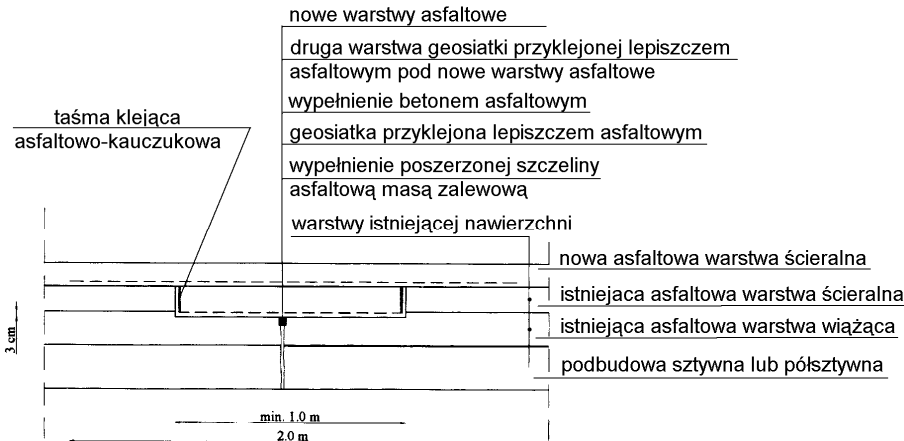 nowe warstwy asfaltowe
druga warstwa geosiatki przyklejonej lepiszczem
asfaltowym pod nowe warstwy asfaltowe
wypełnienie betonem asfaltowym
taśma klejąca
asfaltowo-kauczukowa
geosiatka przyklejona lepiszczem asfaltowym
wypełnienie poszerzonej szczeliny
asfaltową masą zalewową
warstwy istniejącej nawierzchni
nowa asfaltowa warstwa ścieralna
istniejaca asfaltowa warstwa ścieralna
istniejąca asfaltowa warstwa wiążąca
podbudowa sztywna lub półsztywna
3 cm
min. 1.0 m
2.0 m